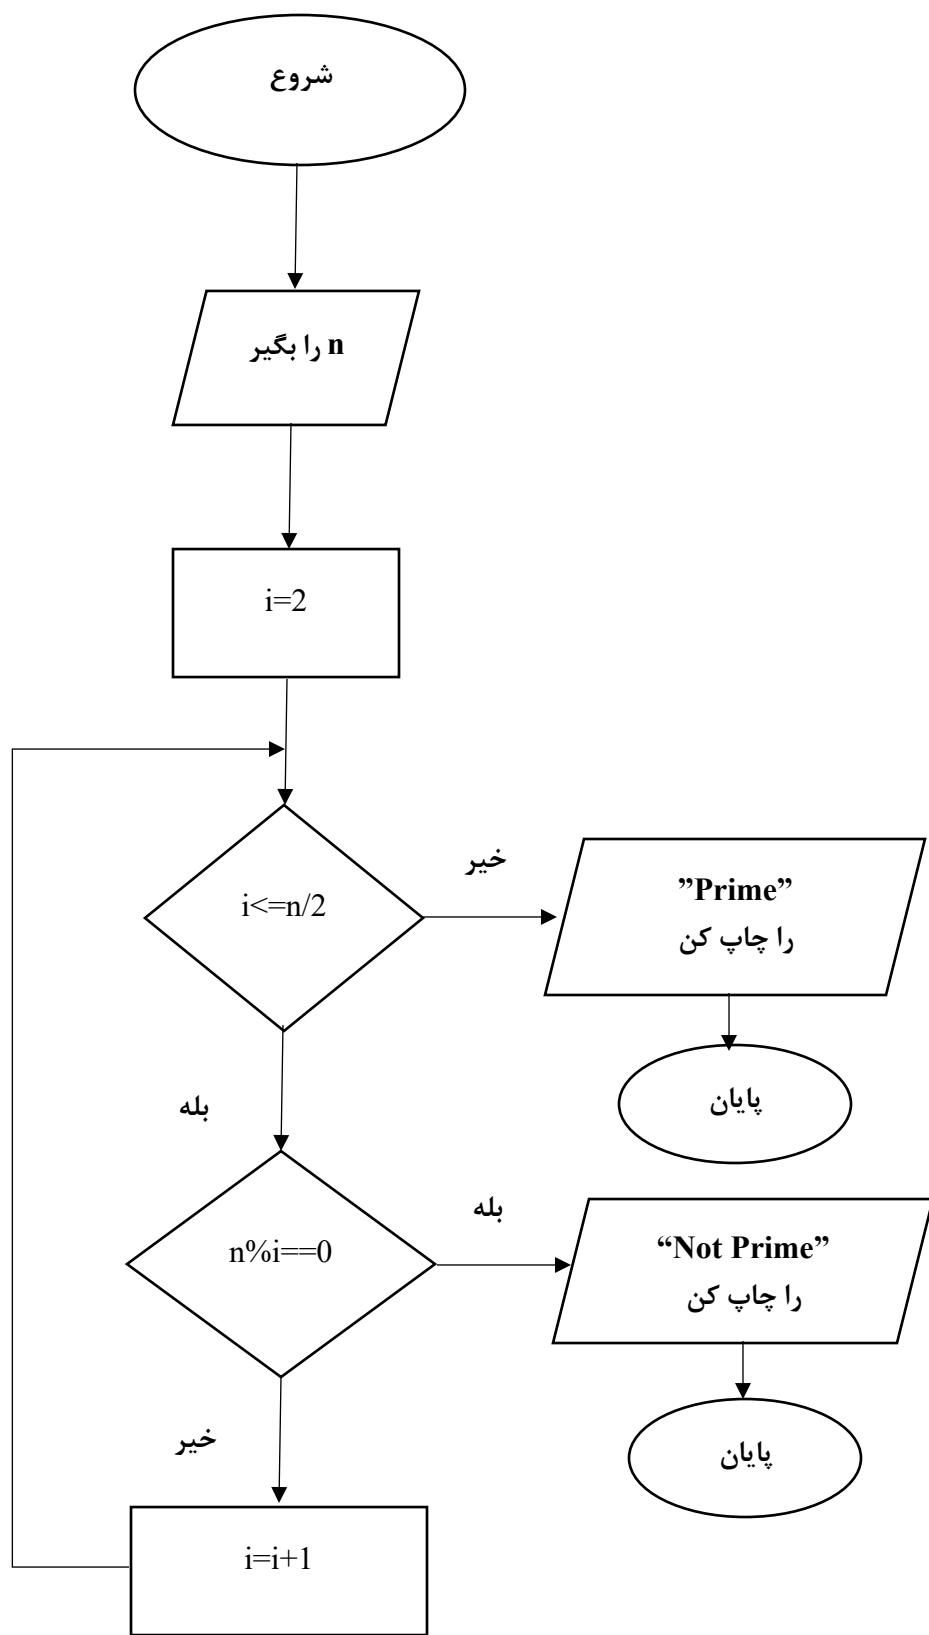 شروع
n را بگیر
i=2
i<=n/2
خیر
”Prime”
را چاپ کن
پایان
بله
n%i==0
بله
“Not Prime”
را چاپ کن
پایان
خیر
i=i+1